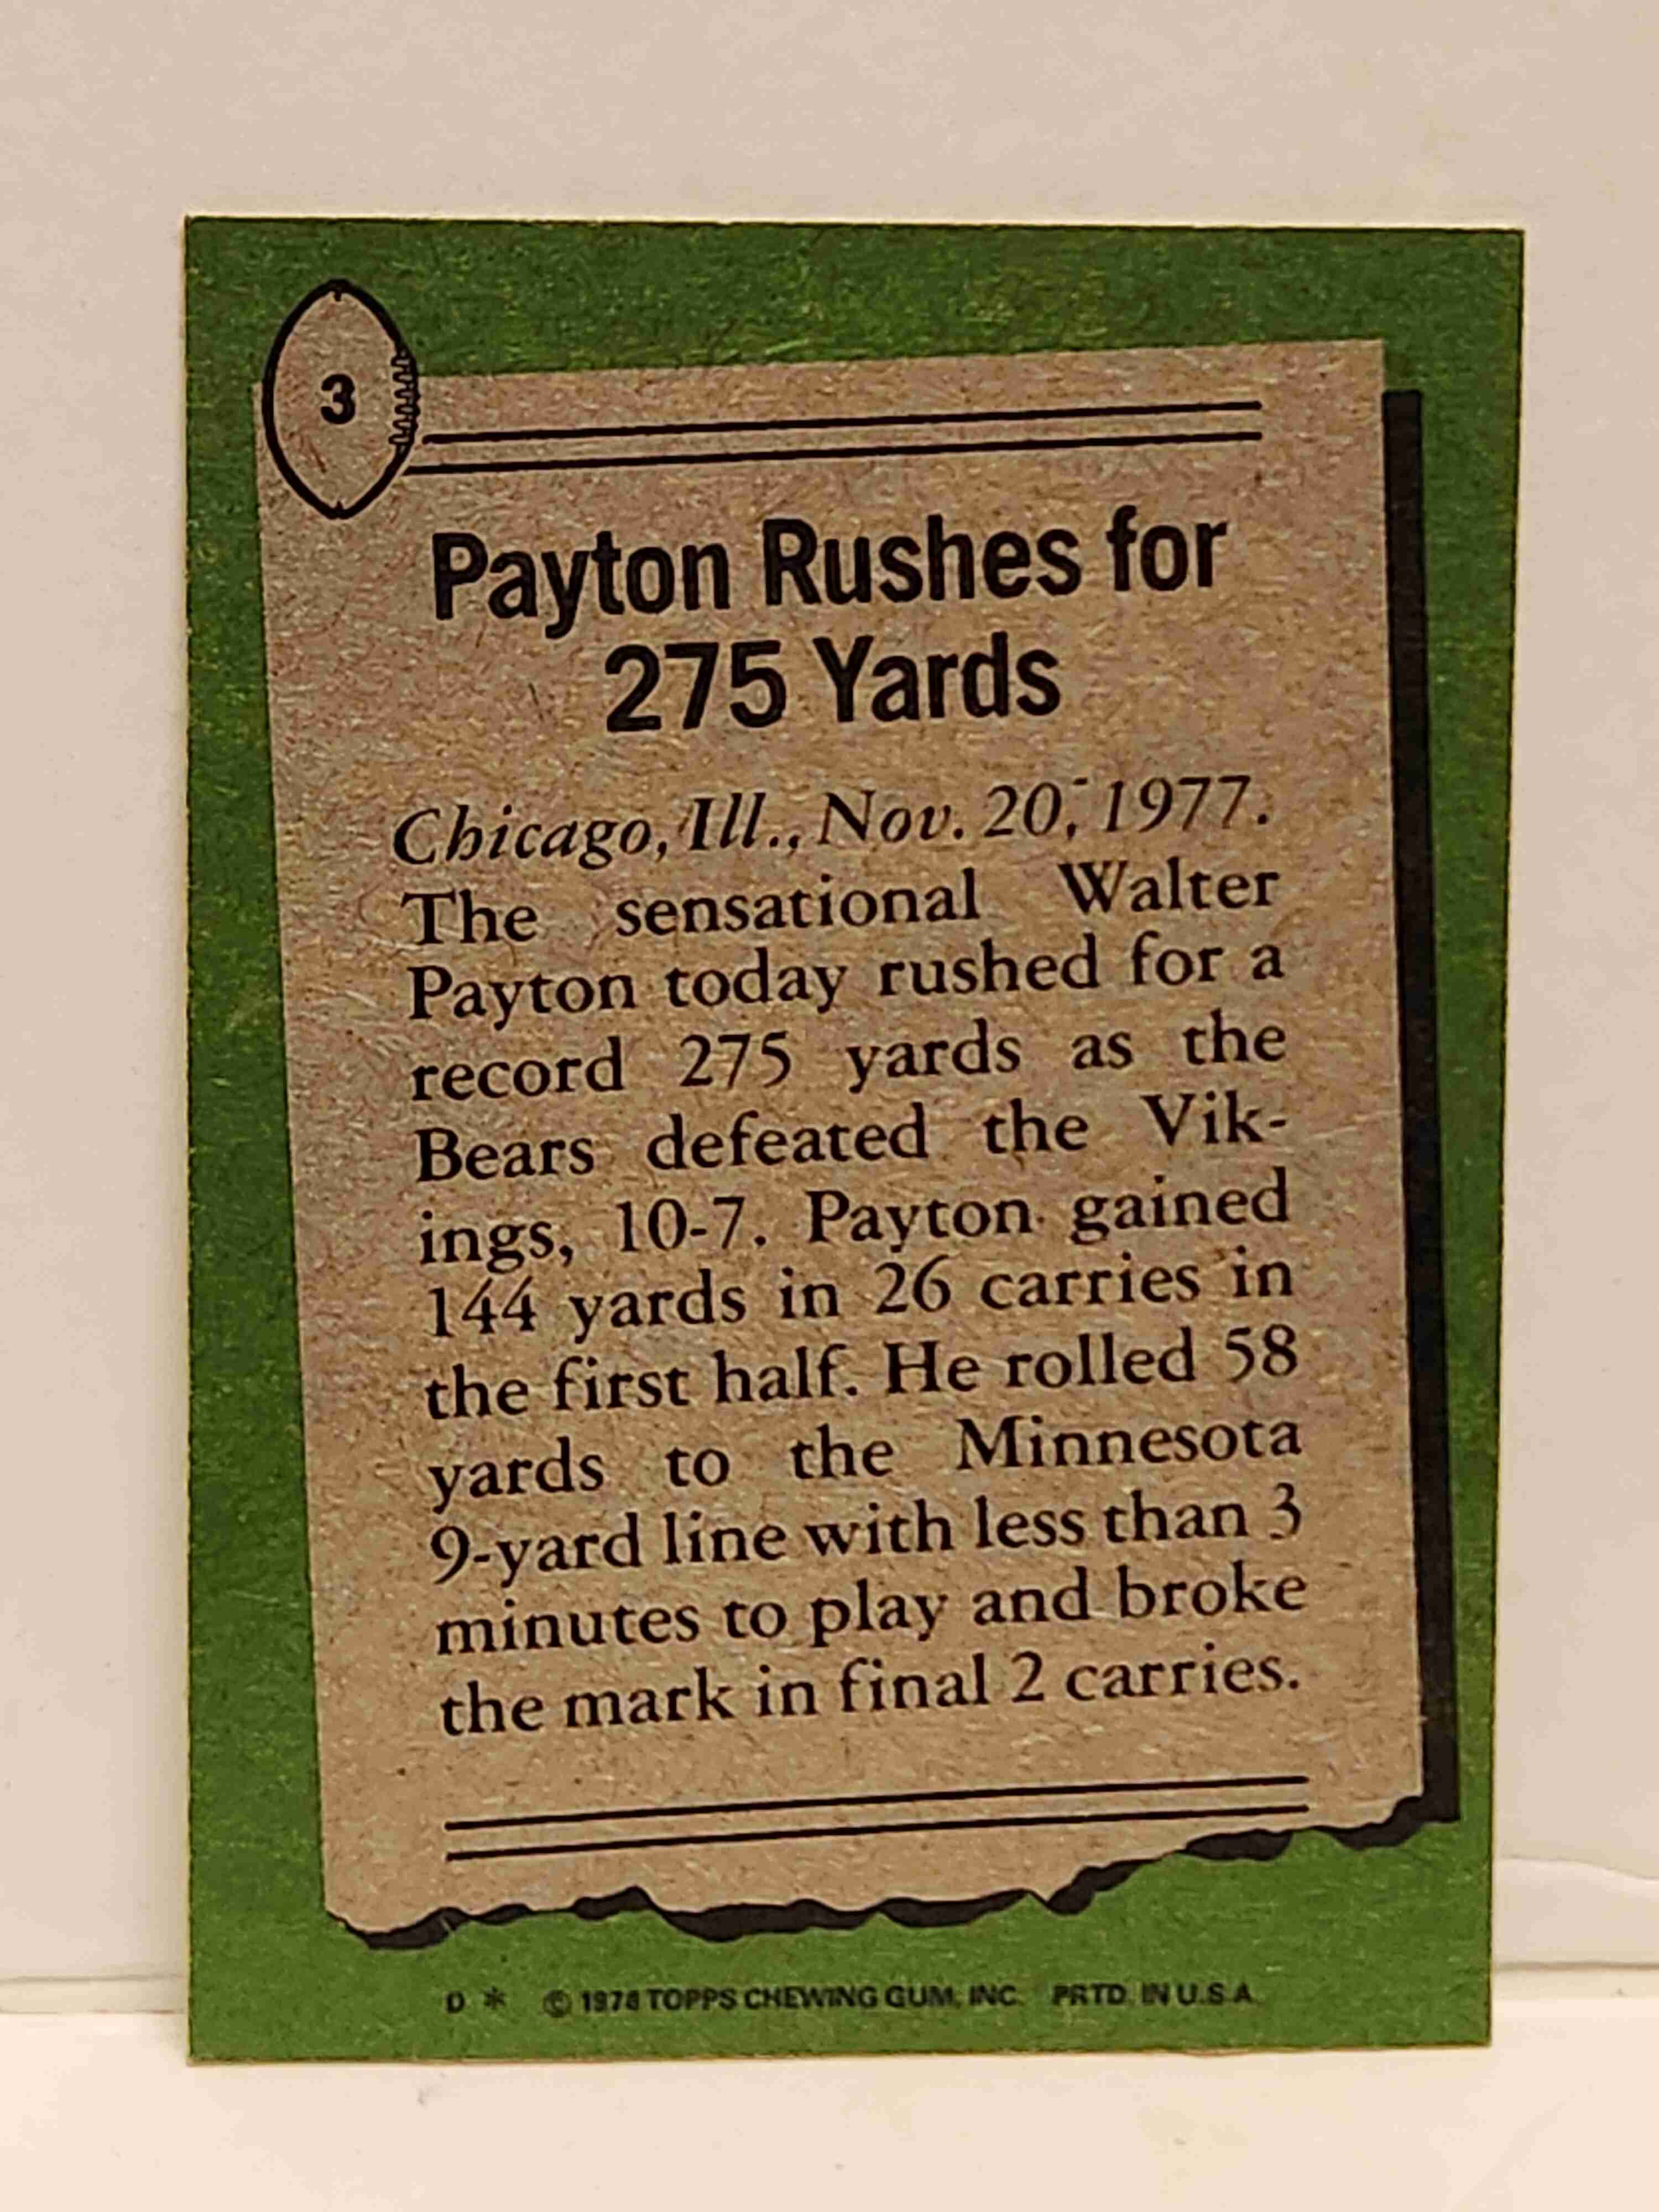 3
Payton Rushes for
275 Yards
Chicago, Ill., Nov. 20, 1977.
The sensational Walter
Payton today rushed for a
record 275 yards as the
Bears defeated the Vik-
ings, 10-7. Payton gained
144 yards in 26 carries in
the first half. He rolled 58
yards to the Minnesota
9-yard line with less than 3
minutes to play and broke
the mark in final 2 carries.
D * © 1978 TOPPS CHEWING GUM, INC. PRTD. IN U.S.A.